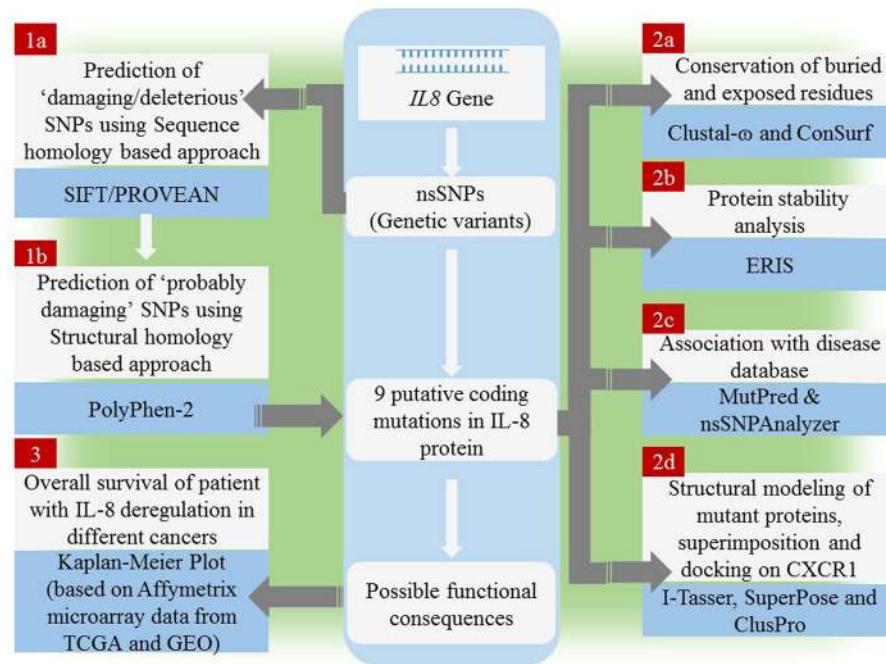 1a
Prediction of
‘damaging/deleterious’
SNPs using Sequence
homology based approach
SIFT/PROVEAN
1b
Prediction of ‘probably
damaging’ SNPs using
Structural homology
based approach
PolyPhen-2
3
Overall survival of patient
with IL-8 deregulation in
different cancers
Kaplan-Meier Plot
(based on Affymetrix
microarray data from
TCGA and GEO)
IL8 Gene
nsSNPs
(Genetic variants)
9 putative coding
mutations in IL-8
protein
Possible functional
consequences
2a
Conservation of buried
and exposed residues
Clustal-ω and ConSurf
2b
Protein stability
analysis
ERIS
2c
Association with disease
database
MutPred &
nsSNPAnalyzer
2d
Structural modeling of
mutant proteins,
superimposition and
docking on CXCR1
I-Tasser, SuperPose and
ClusPro